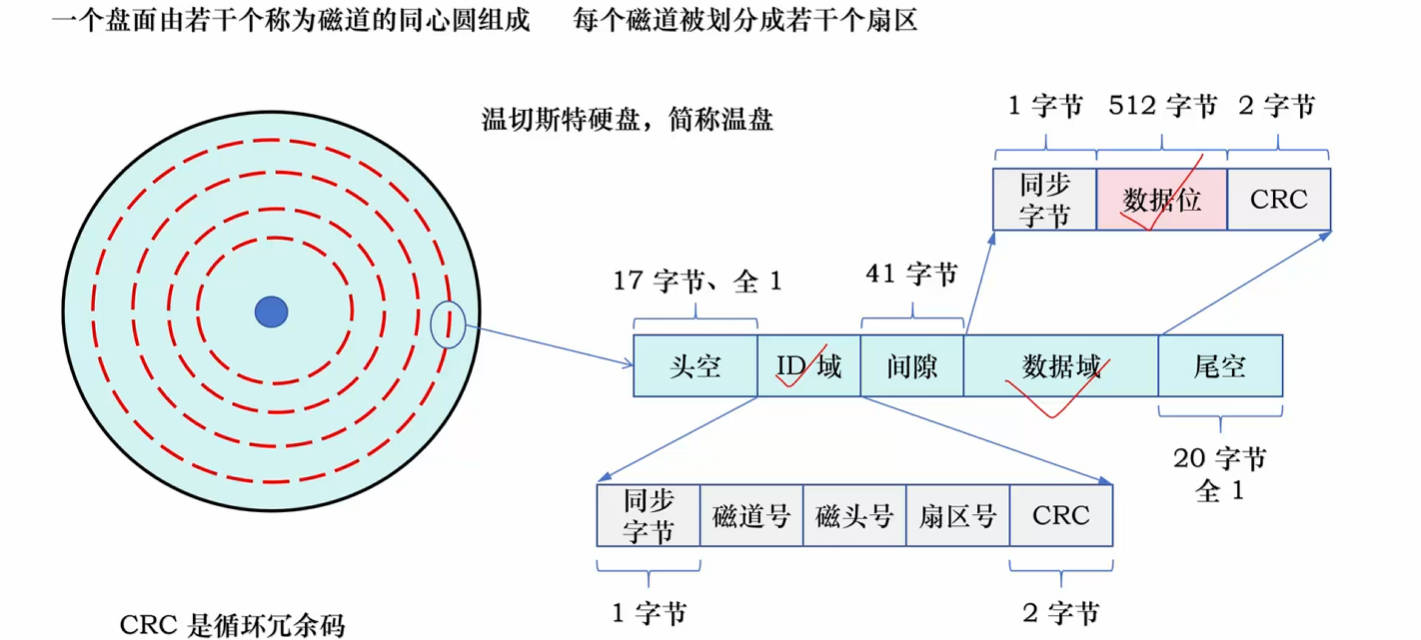 一个盘面由若干个称为磁道的同心圆组成 每个磁道被划分成若干个扇区
温切斯特硬盘，简称温盘
1 字节 512 字节 2 字节
同步
字节
数据位
CRC
17 字节、全 1
41 字节
头空
ID 域
间隙
数据域
尾空
20 字节
全 1
同步
字节
磁道号
磁头号
扇区号
CRC
1 字节
2 字节
CRC 是循环冗余码